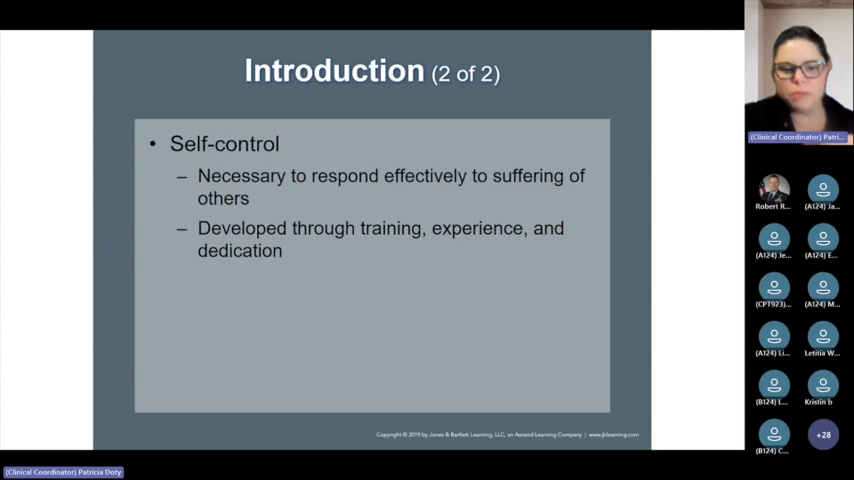 Introduction (2 of 2)
• Self-control
– Necessary to respond effectively to suffering of
others
– Developed through training, experience, and
dedication
Copyright © 2019 by Jones & Bartlett Learning, LLC, an Ascend Learning Company | www.jblearning.com
(Clinical Coordinator) Patri...
Robert R...
(A124) Ja...
(A124) Je...
(A124) E...
(CPT923)...
(A124) M...
(A124) Li...
Letitia W...
(B124) L...
Kristin b
(B124) C...
+28
(Clinical Coordinator) Patricia Doty